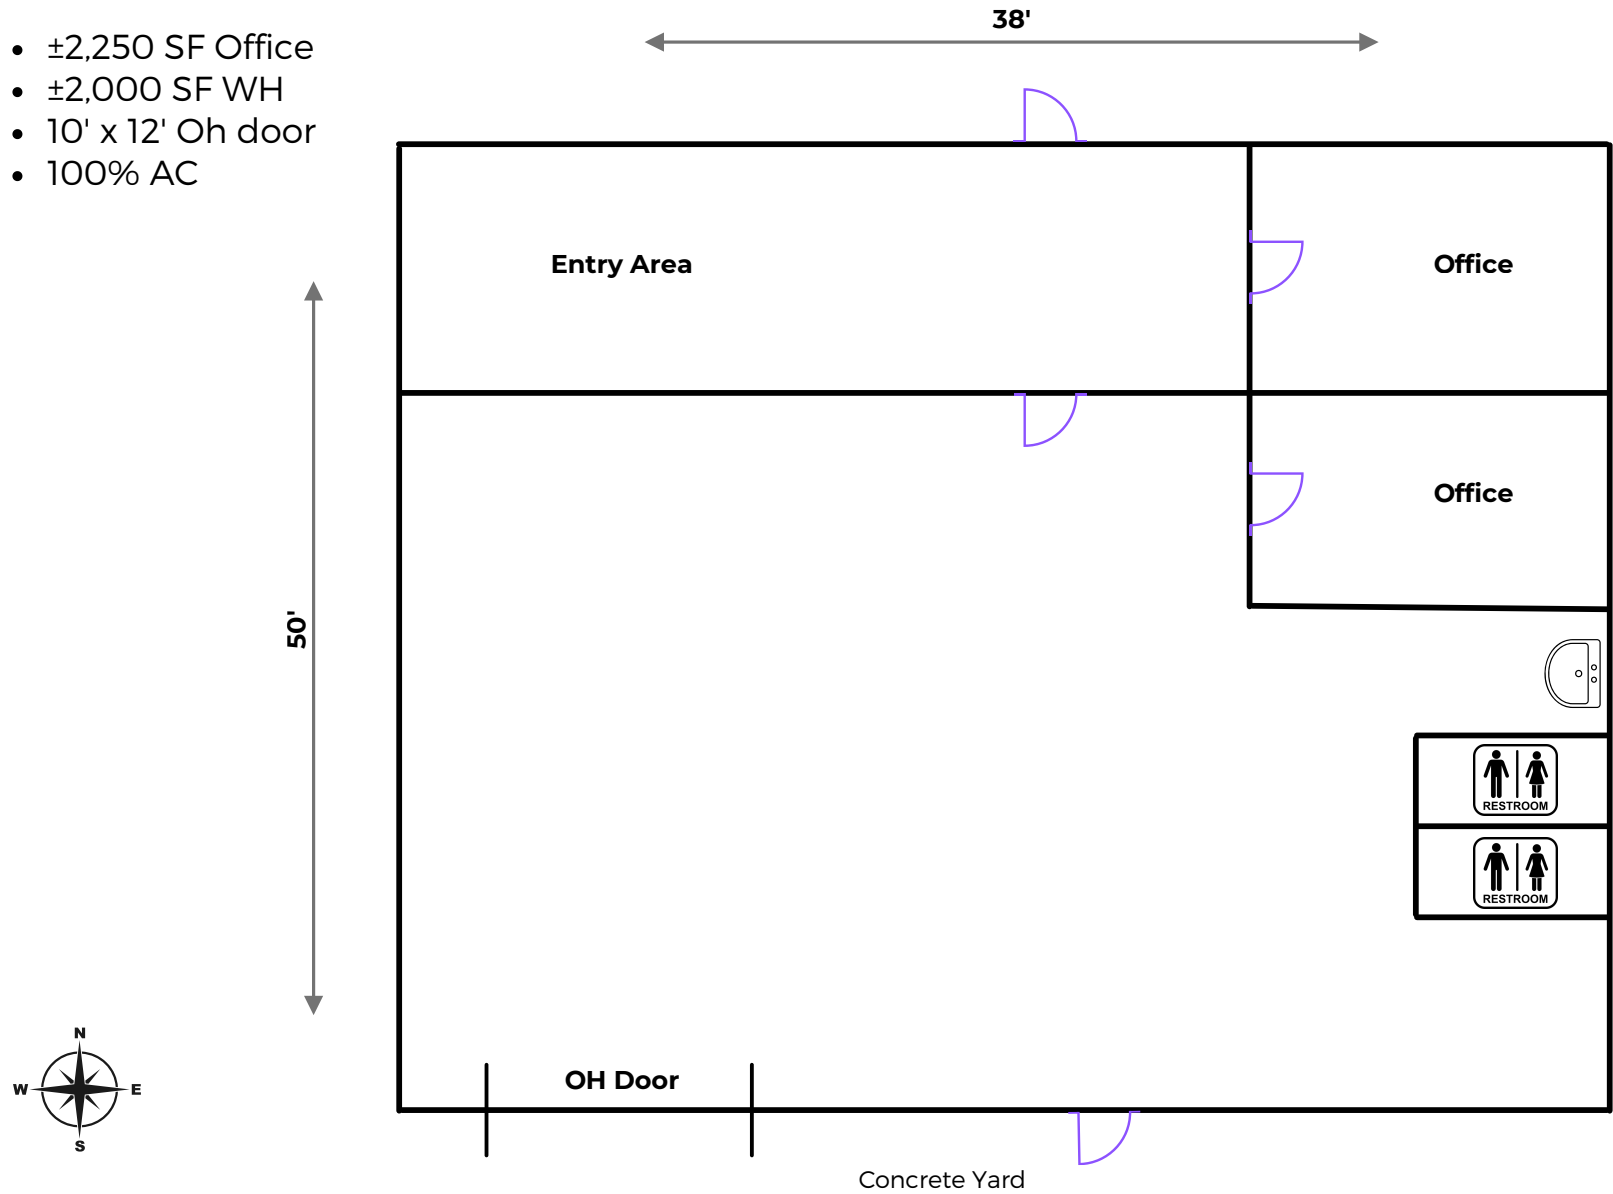 38'
±2,250 SF Office
±2,000 SF WH
10' x 12' Oh door
100% AC
Entry Area
Office
Office
50'
RESTROOM
RESTROOM
N
W
E
S
OH Door
Concrete Yard